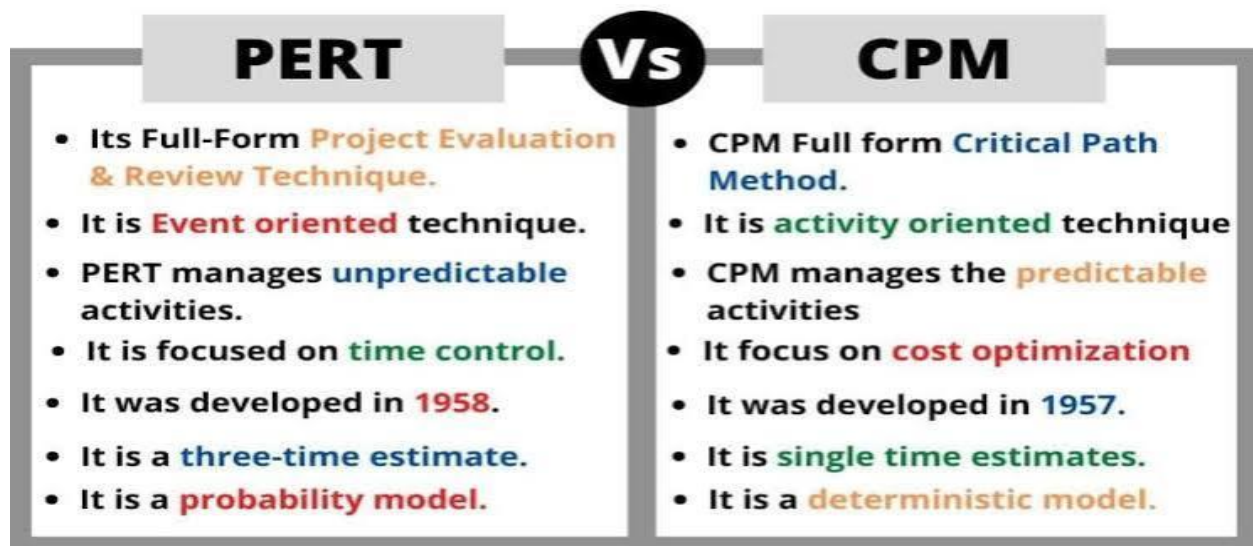 PERT
Vs
CPM
• Its Full-Form Project Evaluation
& Review Technique.
• It is Event oriented technique.
• PERT manages unpredictable
activities.
• It is focused on time control.
• It was developed in 1958.
• It is a three-time estimate.
• It is a probability model.
• CPM Full form Critical Path
Method.
• It is activity oriented technique
• CPM manages the predictable
activities
• It focus on cost optimization
• It was developed in 1957.
• It is single time estimates.
• It is a deterministic model.